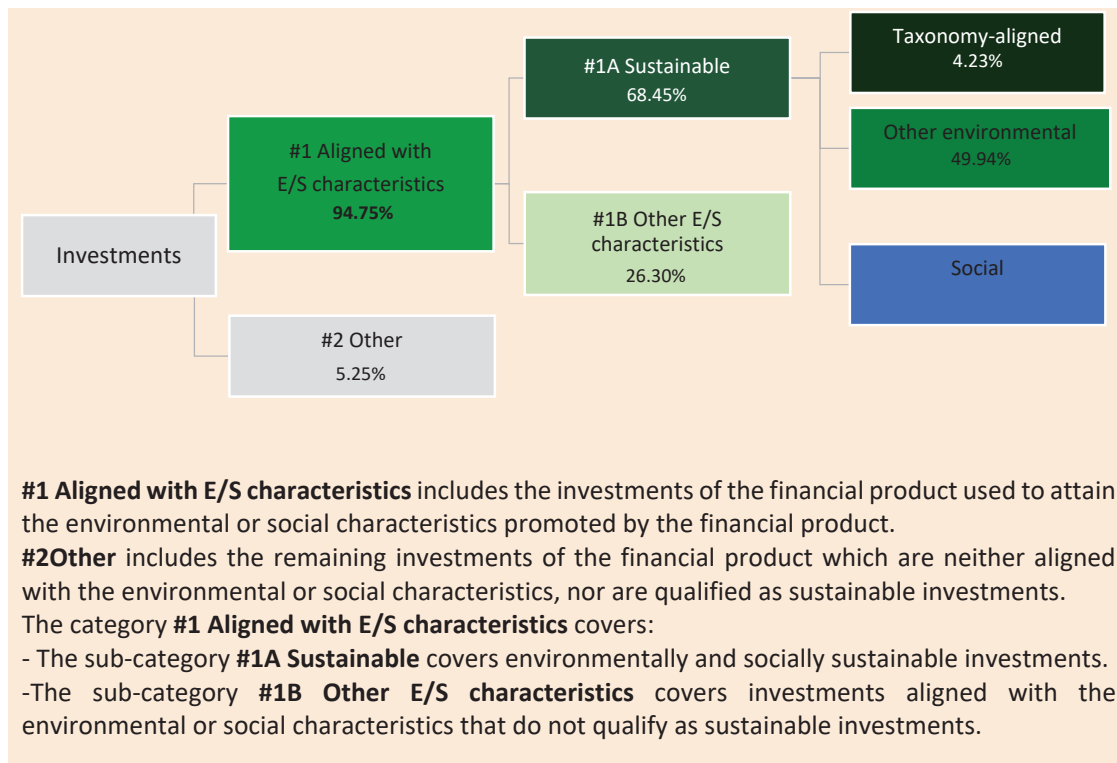 Investments
#1 Aligned with
E/S characteristics
94.75%
#2 Other
5.25%
#1A Sustainable
68.45%
#1B Other E/S
characteristics
26.30%
Taxonomy-aligned
4.23%
Other environmental
49.94%
Social
#1 Aligned with E/S characteristics includes the investments of the financial product used to attain
the environmental or social characteristics promoted by the financial product.
#2Other includes the remaining investments of the financial product which are neither aligned
with the environmental or social characteristics, nor are qualified as sustainable investments.
The category #1 Aligned with E/S characteristics covers:
- The sub-category #1A Sustainable covers environmentally and socially sustainable investments.
-The sub-category #1B Other E/S characteristics covers investments aligned with the
environmental or social characteristics that do not qualify as sustainable investments.